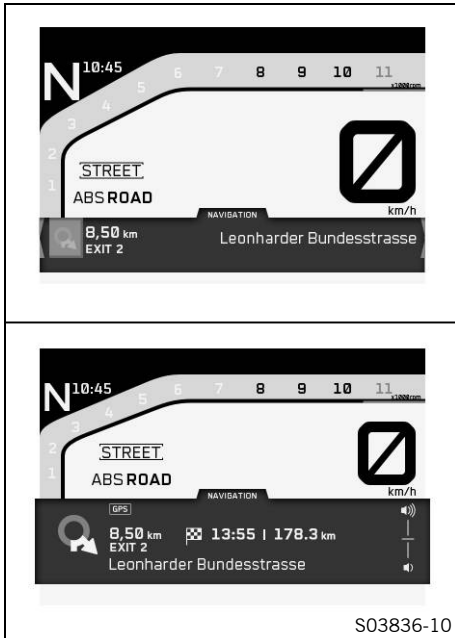 N 10:45
1 2 3 4 5 6 7 8 9 10 11
x1000rpm
STREET
ABS ROAD
0
km/h
NAVIGATION
8,50 km
EXIT 2
Leonharder Bundesstrasse
N 10:45
1 2 3 4 5 6 7 8 9 10 11
x1000rpm
STREET
ABS ROAD
0
km/h
NAVIGATION
GPS
8,50 km 13:55 | 178.3 km
EXIT 2
Leonharder Bundesstrasse
S03836-10